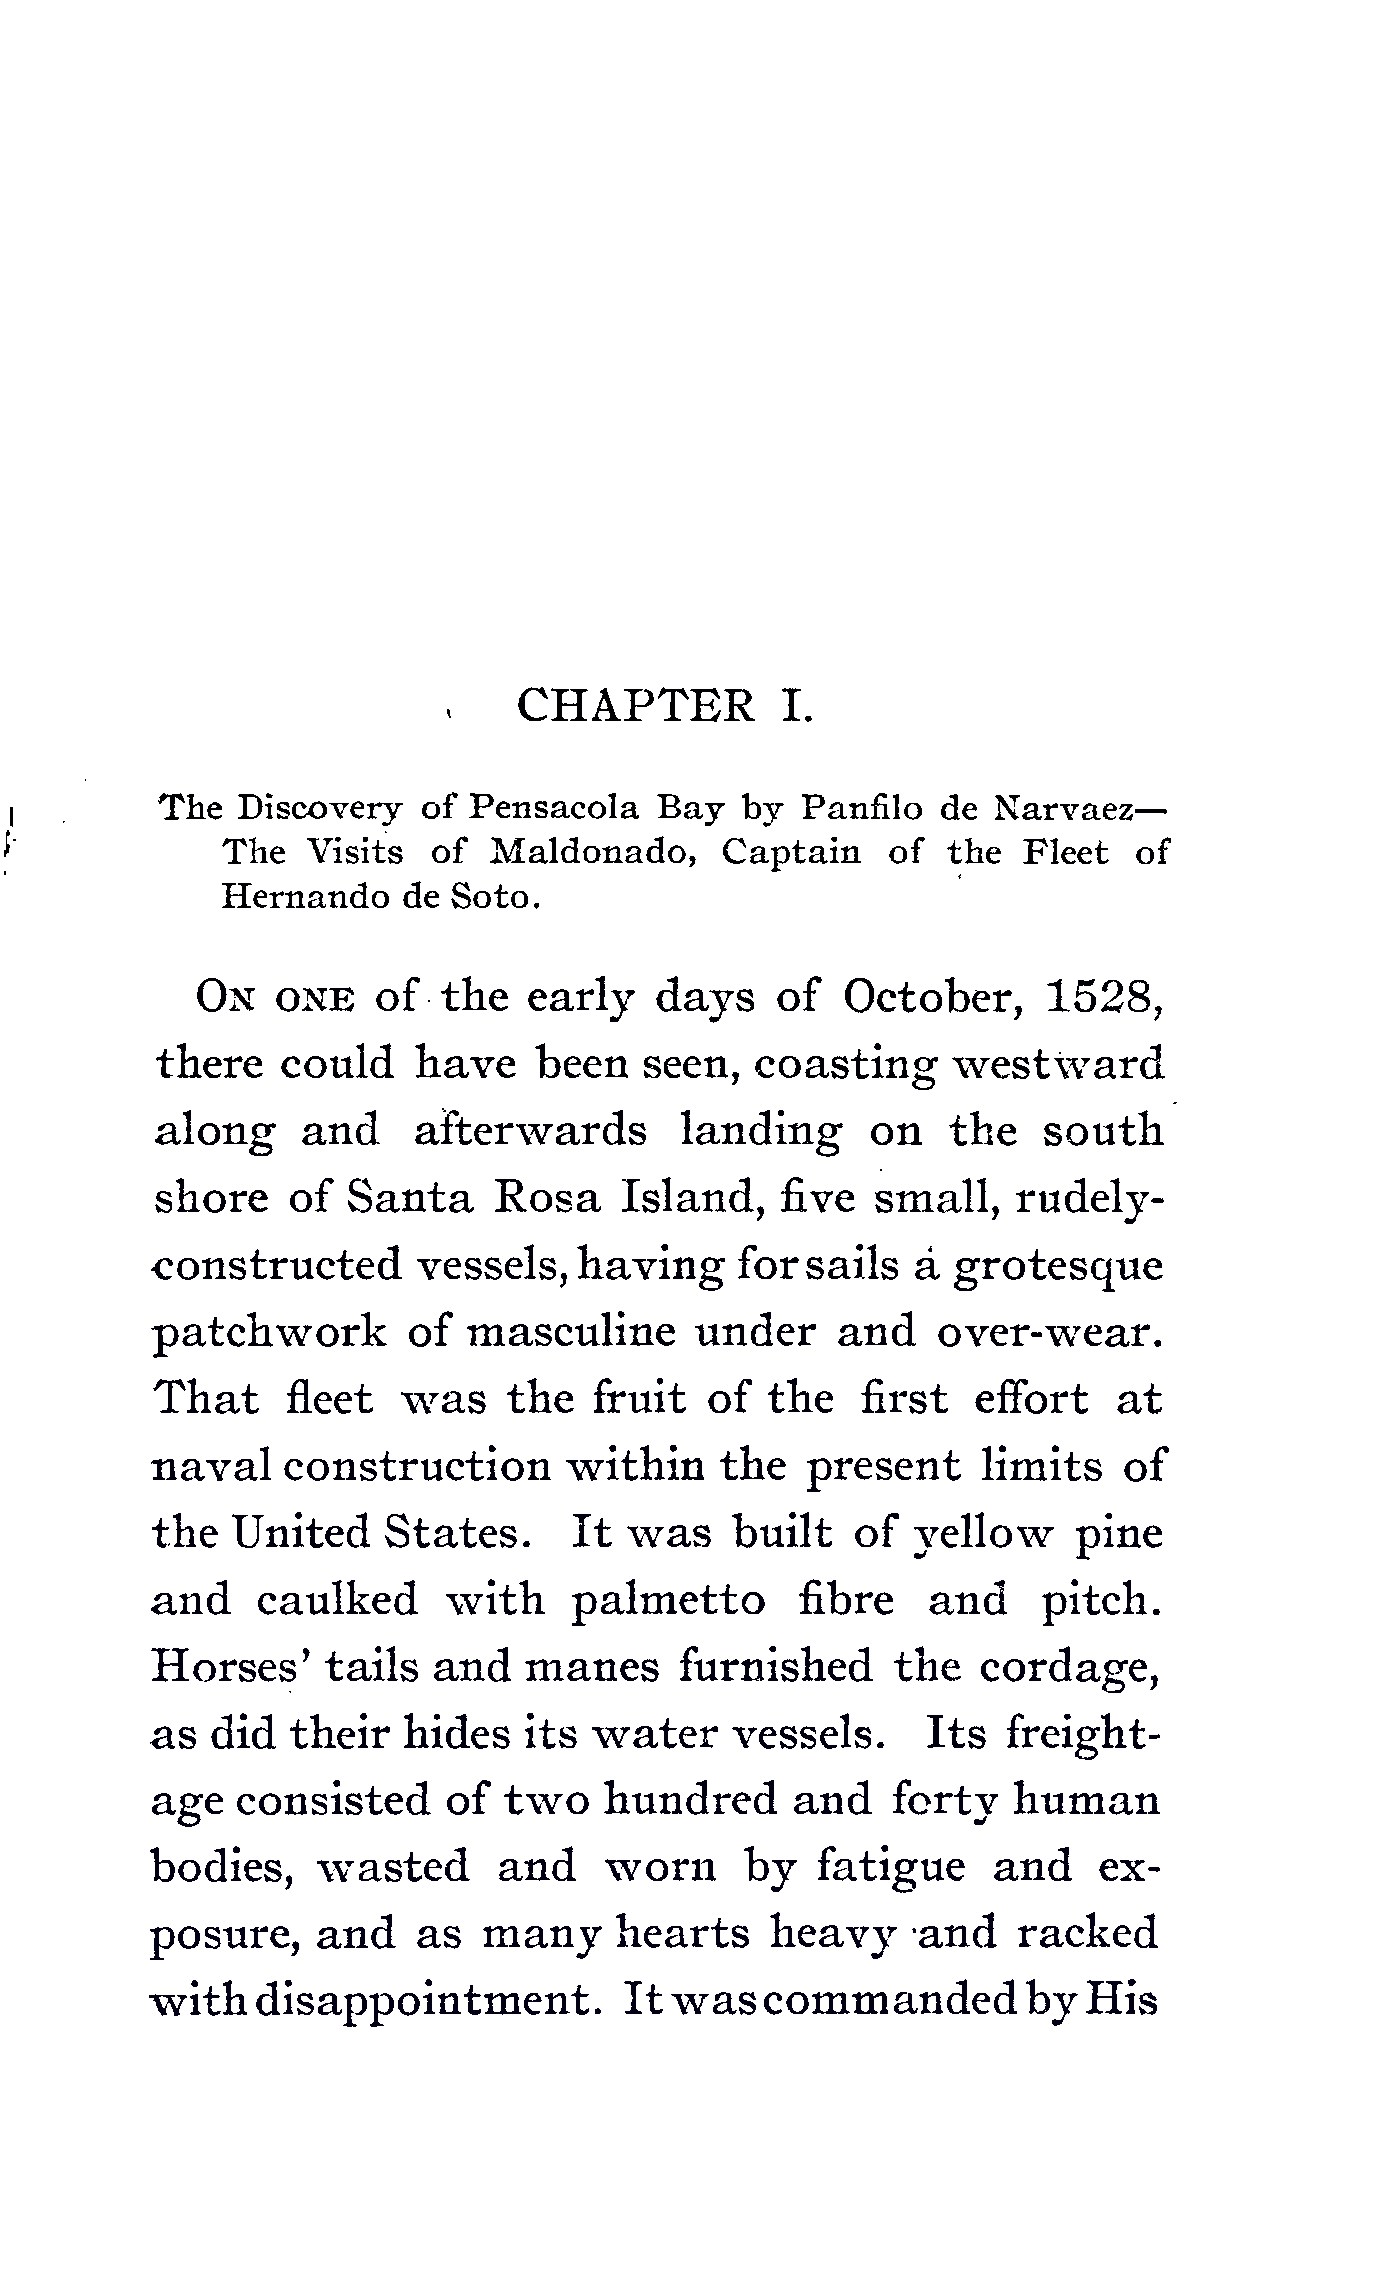 CHAPTER I.
The Discovery of Pensacola Bay by Panfilo de Narvaez—
The Visits of Maldonado, Captain of the Fleet of
Hernando de Soto.
On one of the early days of October, 1528,
there could have been seen, coasting westward
along and afterwards landing on the south
shore of Santa Rosa Island, five small, rudely-
constructed vessels, having for sails a grotesque
patchwork of masculine under and over-wear.
That fleet was the fruit of the first effort at
naval construction within the present limits of
the United States. It was built of yellow pine
and caulked with palmetto fibre and pitch.
Horses' tails and manes furnished the cordage,
as did their hides its water vessels. Its freight-
age consisted of two hundred and forty human
bodies, wasted and worn by fatigue and ex-
posure, and as many hearts heavy and racked
with disappointment. It was commanded by His